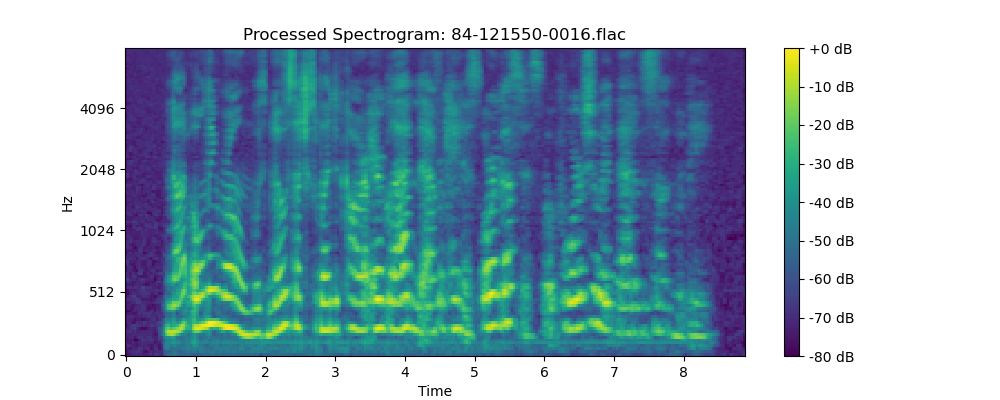 Processed Spectrogram: 84-121550-0016.flac
Hz
4096
2048
1024
512
0
0 1 2 3 4 5 6 7 8
Time
+0 dB
-10 dB
-20 dB
-30 dB
-40 dB
-50 dB
-60 dB
-70 dB
-80 dB